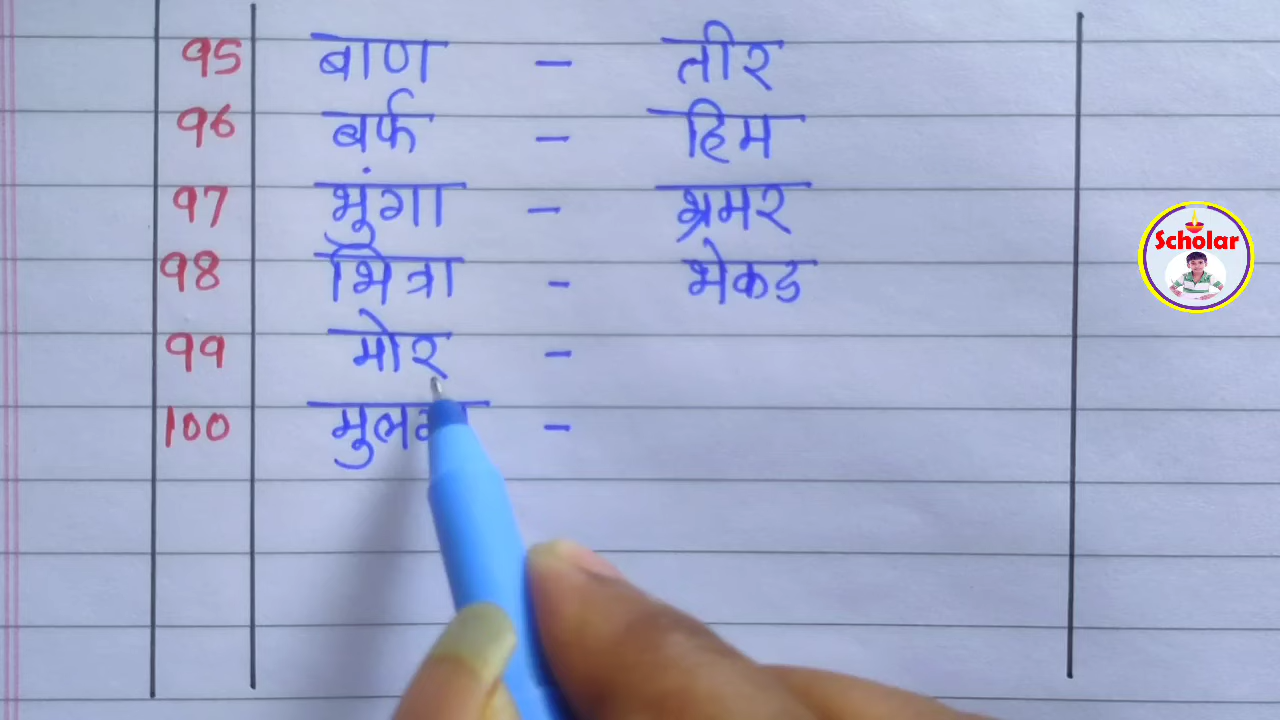 95 बाण - तीर
96 बर्फ - हिम
97 भुंगा - भ्रमर
98 भित्रा - भेकड
99 मोर -
100 -
Scholar